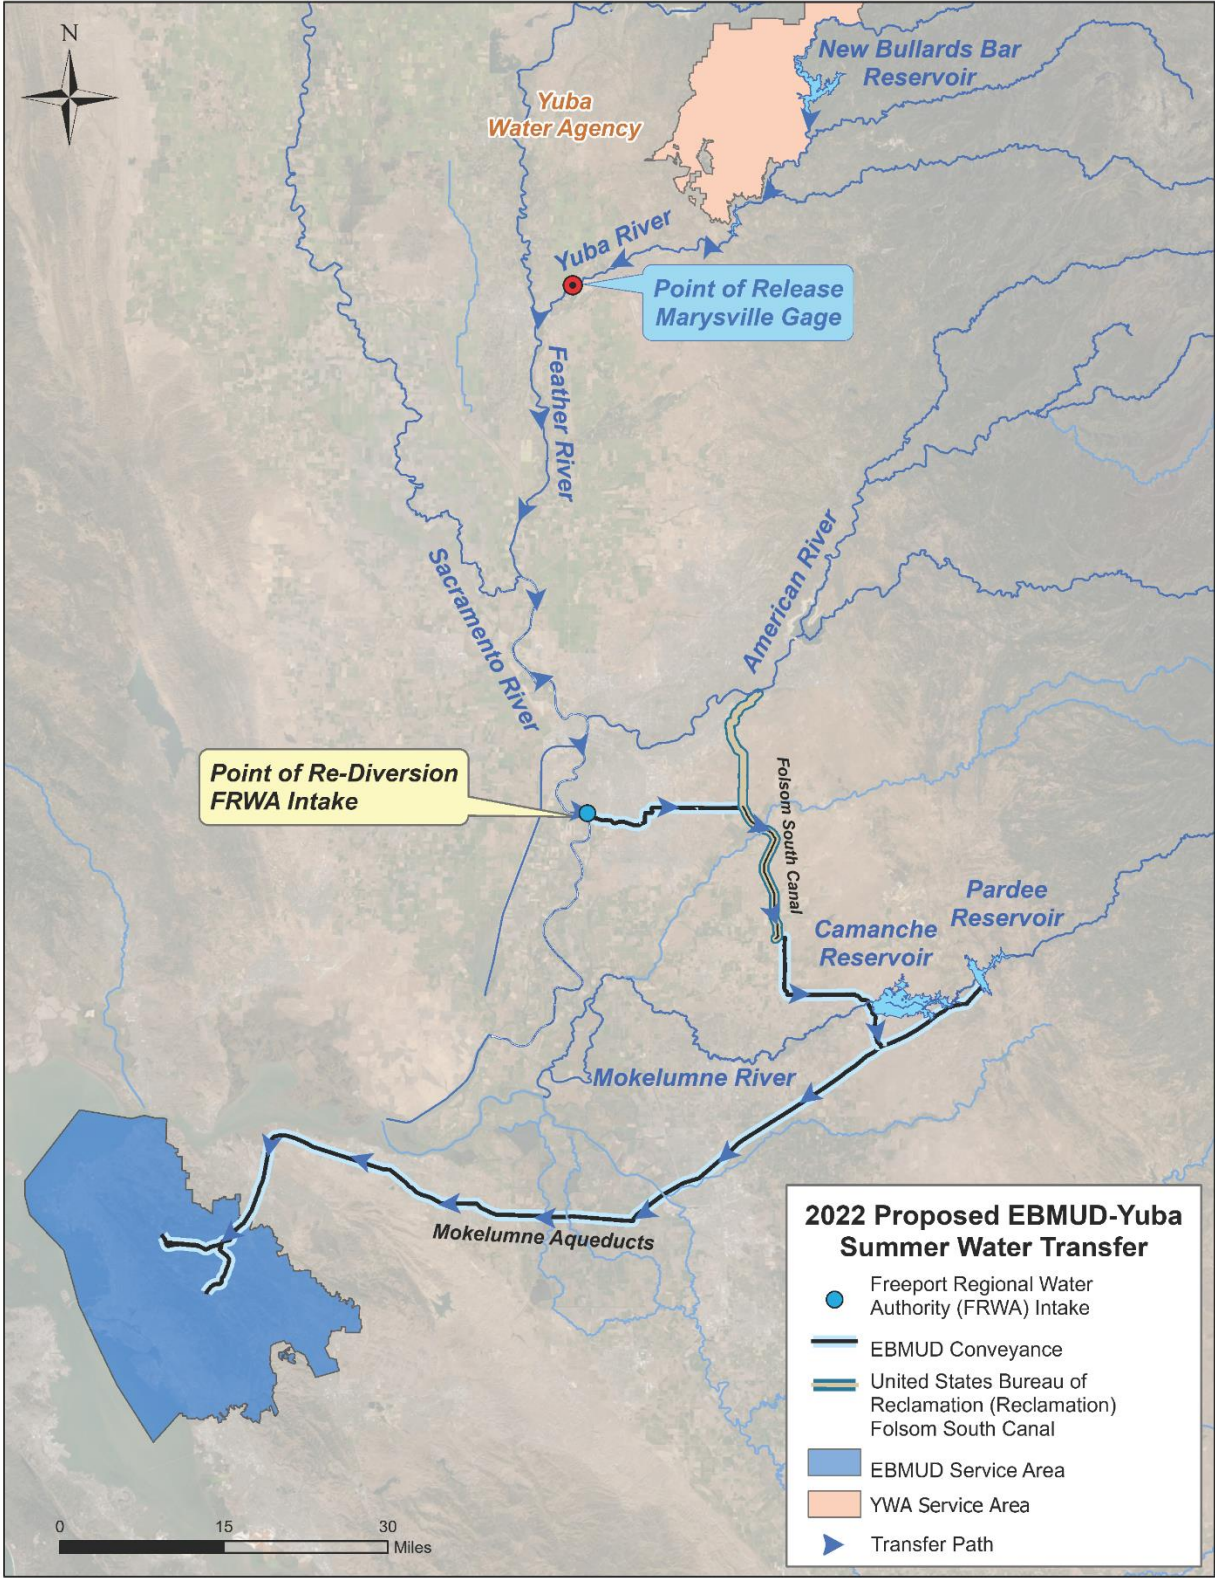 N
New Bullards Bar
Reservoir
Yuba
Water Agency
Yuba River
Point of Release
Marysville Gage
Feather River
Sacramento River
American River
Point of Re-Diversion
FRWA Intake
Folsom South Canal
Pardee
Reservoir
Camanche
Reservoir
Mokelumne River
Mokelumne Aqueducts
2022 Proposed EBMUD-Yuba
Summer Water Transfer
Freeport Regional Water
Authority (FRWA) Intake
EBMUD Conveyance
United States Bureau of
Reclamation (Reclamation)
Folsom South Canal
EBMUD Service Area
YWA Service Area
Transfer Path
0 15 30
Miles